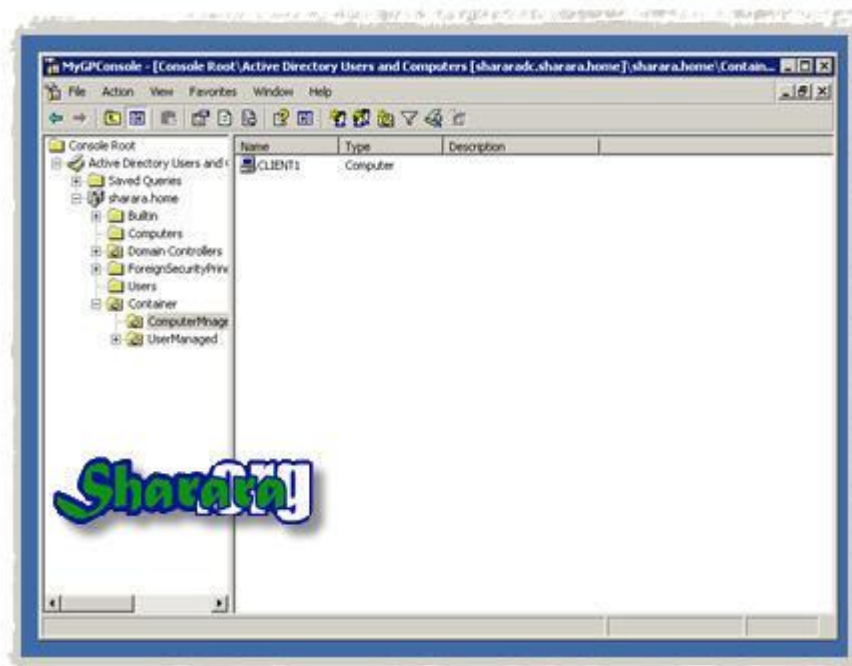 MyGPConsole - [Console Root\Active Directory Users and Computers [shararadc.sharara.home]\sharara.home\Contain...
File Action View Favorites Window Help
Console Root
Active Directory Users and
Saved Queries
sharara.home
Builtin
Computers
Domain Controllers
ForeignSecurityPrinc
Users
Container
ComputerMnage
UserManaged
Name Type Description
CLIENT1 Computer
Sharara.org